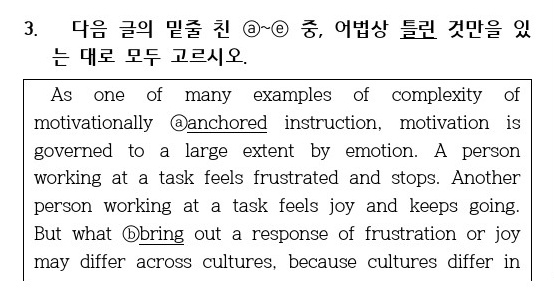 3. 다음 글의 밑줄 친 ⓐ~ⓔ 중, 어법상 틀린 것만을 있
는 대로 모두 고르시오.
As one of many examples of complexity of
motivationally ⓐanchored instruction, motivation is
governed to a large extent by emotion. A person
working at a task feels frustrated and stops. Another
person working at a task feels joy and keeps going.
But what ⓑbring out a response of frustration or joy
may differ across cultures, because cultures differ in